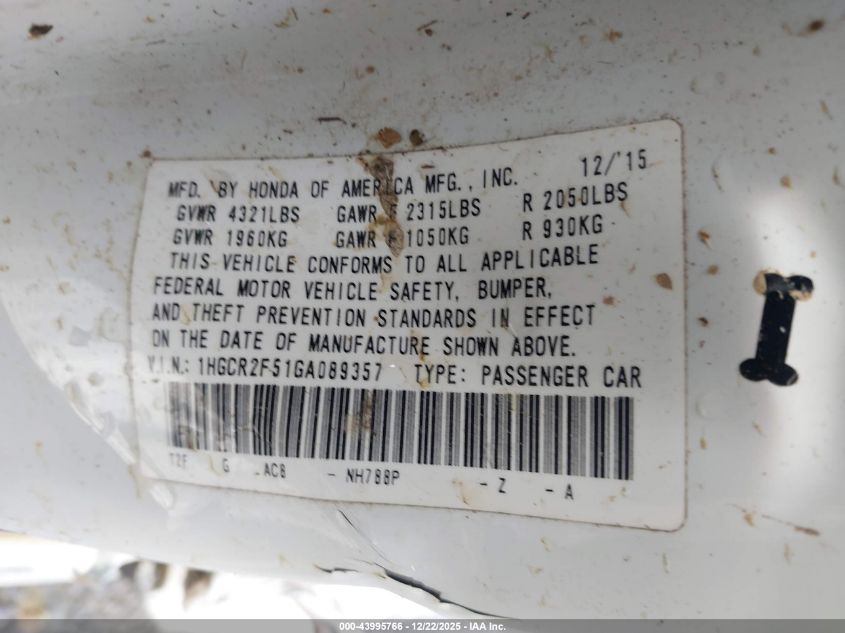 12/'15
MFD. BY HONDA OF AMERICA MFG., INC.
GVWR 4321LBS GAWR F 2315LBS R 2050LBS
GVWR 1960KG GAWR F 1050KG R 930KG
THIS VEHICLE CONFORMS TO ALL APPLICABLE
FEDERAL MOTOR VEHICLE SAFETY, BUMPER,
AND THEFT PREVENTION STANDARDS IN EFFECT
ON THE DATE OF MANUFACTURE SHOWN ABOVE.
V.I.N.: 1HGCR2F51GA089357 TYPE: PASSENGER CAR
T2F G AC8 - NH788P - Z - A
000-43995766 - 12/22/2025 - IAA Inc.